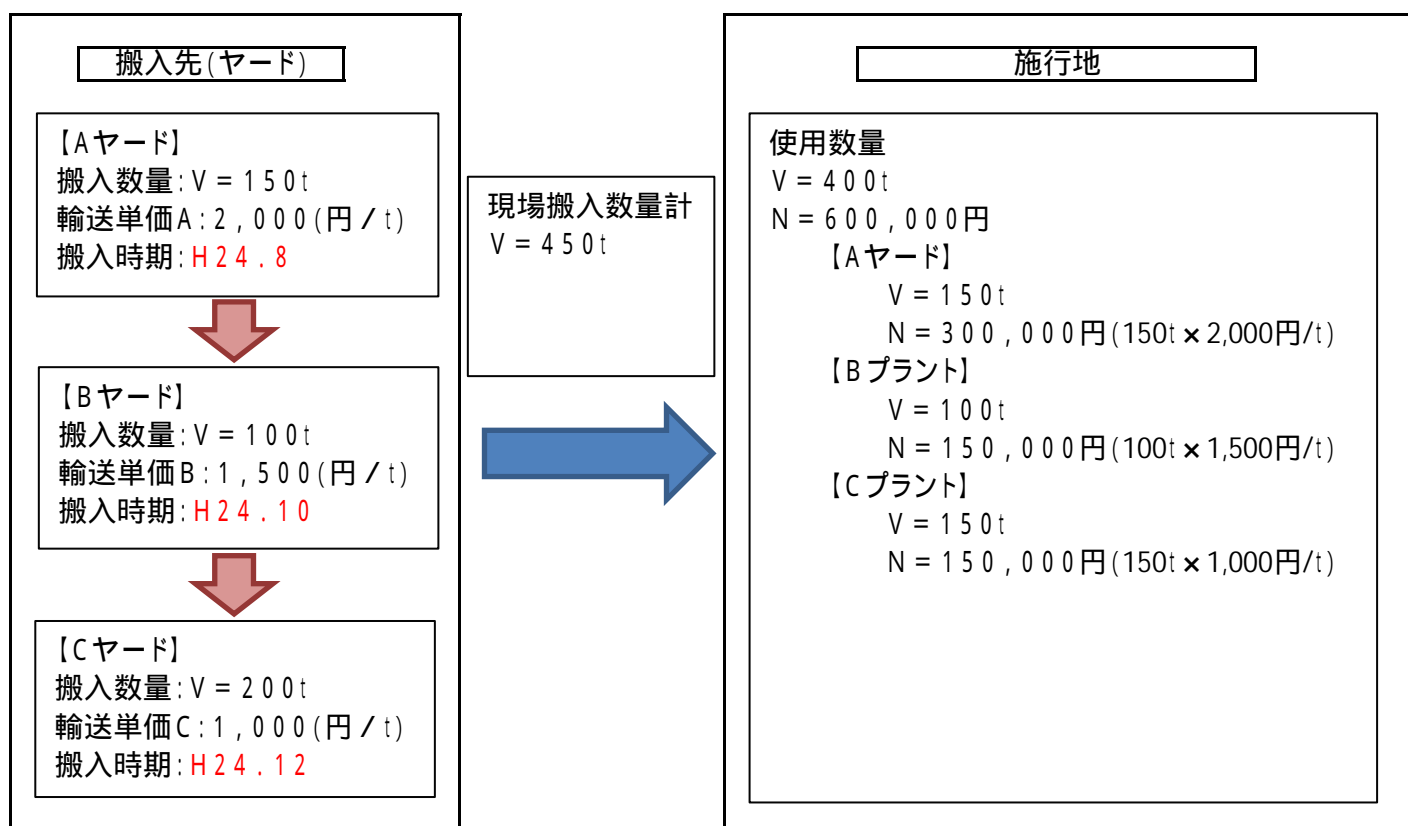 搬入先(ヤード)
【Aヤード】
搬入数量:V=150t
輸送単価A:2,000(円/t)
搬入時期:H24.8
【Bヤード】
搬入数量:V=100t
輸送単価B:1,500(円/t)
搬入時期:H24.10
【Cヤード】
搬入数量:V=200t
輸送単価C:1,000(円/t)
搬入時期:H24.12
現場搬入数量計
V=450t
施行地
使用数量
V=400t
N=600,000円
【Aヤード】
V=150t
N=300,000円(150t×2,000円/t)
【Bプラント】
V=100t
N=150,000円(100t×1,500円/t)
【Cプラント】
V=150t
N=150,000円(150t×1,000円/t)